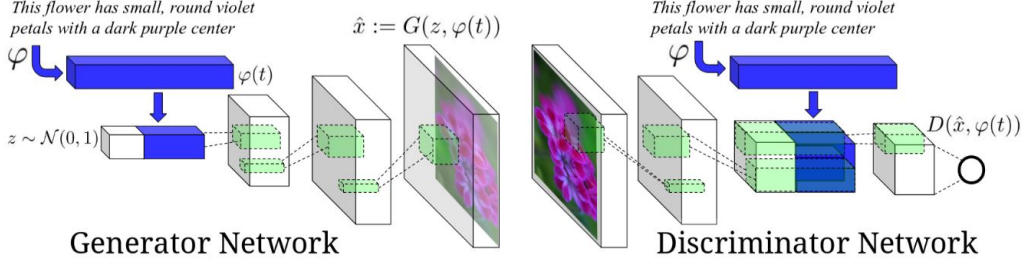 This flower has small, round violet
petals with a dark purple center
φ
φ(t)
z ∼ 𝒩(0, 1)
x̂ := G(z, φ(t))
Generator Network
This flower has small, round violet
petals with a dark purple center
φ
D(x̂, φ(t))
Discriminator Network